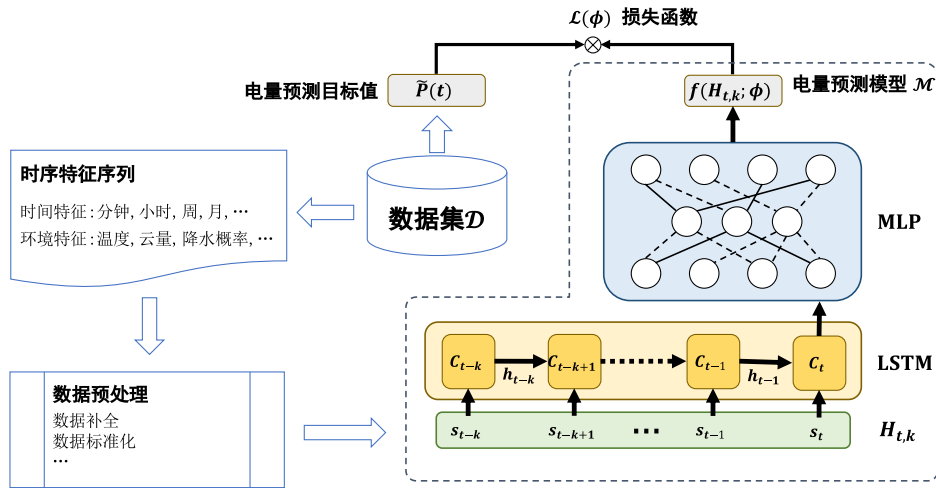 ℒ(ϕ) 损失函数
电量预测目标值
P̃(t)
f(H_{t,k}; ϕ)
电量预测模型 ℳ
时序特征序列
时间特征:分钟,小时,周,月,…
环境特征:温度,云量,降水概率,…
数据集𝒟
MLP
C_{t−k}
h_{t−k}
C_{t−k+1}
C_{t−1}
h_{t−1}
C_t
LSTM
数据预处理
数据补全
数据标准化
…
s_{t−k}
s_{t−k+1}
…
s_{t−1}
s_t
H_{t,k}